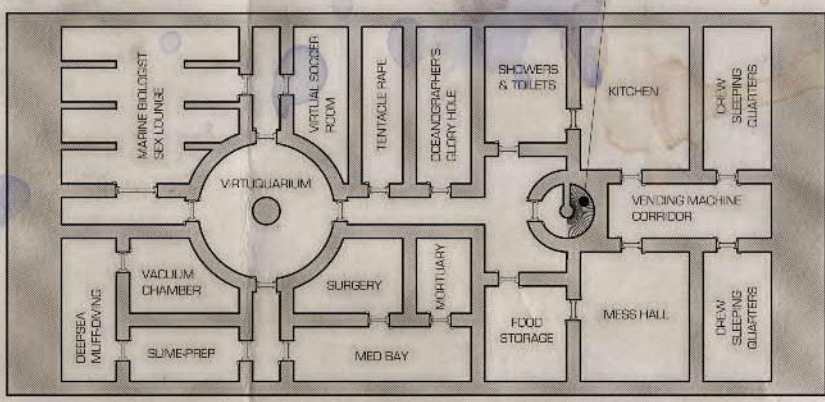 MARINE BIOLOGIST
SEX LOUNGE
VIRTUAL SOCCER
ROOM
TENTACLE RAPE
OCEANOGRAPHER'S
GLORY HOLE
SHOWERS
& TOILETS
KITCHEN
CREW
SLEEPING
QUARTERS
VIRTUQUARIUM
VENDING MACHINE
CORRIDOR
DEEPSEA
MUFF-DIVING
VACUUM
CHAMBER
SLIME-PREP
SURGERY
MORTUARY
MED BAY
FOOD
STORAGE
MESS HALL
CREW
SLEEPING
QUARTERS